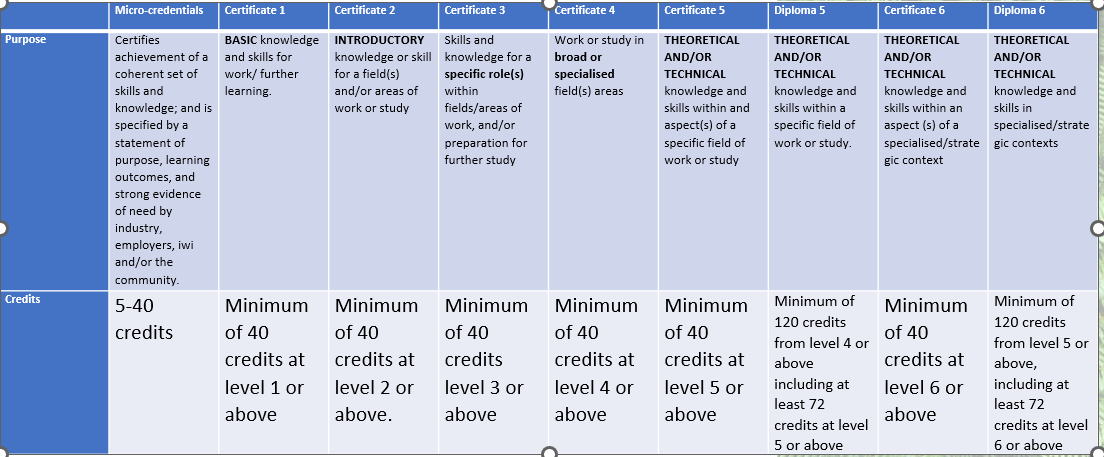 Micro-credentials
Certificate 1
Certificate 2
Certificate 3
Certificate 4
Certificate 5
Diploma 5
Certificate 6
Diploma 6
Purpose
Certifies
achievement of a
coherent set of
skills and
knowledge; and is
specified by a
statement of
purpose, learning
outcomes, and
strong evidence
of need by
industry,
employers, iwi
and/or the
community.
BASIC knowledge
and skills for
work/ further
learning.
INTRODUCTORY
knowledge or skill
for a field(s)
and/or areas of
work or study
Skills and
knowledge for a
specific role(s)
within
fields/areas of
work, and/or
preparation for
further study
Work or study in
broad or
specialised
field(s) areas
THEORETICAL
AND/OR
TECHNICAL
knowledge and
skills within and
aspect(s) of a
specific field of
work or study
THEORETICAL
AND/OR
TECHNICAL
knowledge and
skills within a
specific field of
work or study.
THEORETICAL
AND/OR
TECHNICAL
knowledge and
skills within an
aspect (s) of a
specialised/strate
gic context
THEORETICAL
AND/OR
TECHNICAL
knowledge and
skills in
specialised/strate
gic contexts
Credits
5-40
credits
Minimum
of 40
credits at
level 1 or
above
Minimum
of 40
credits at
level 2 or
above.
Minimum
of 40
credits
level 3 or
above
Minimum
of 40
credits at
level 4 or
above
Minimum
of 40
credits at
level 5 or
above
Minimum of
120 credits
from level 4 or
above
including at
least 72
credits at level
5 or above
Minimum
of 40
credits at
level 6 or
above
Minimum of
120 credits
from level 5 or
above,
including at
least 72
credits at level
6 or above